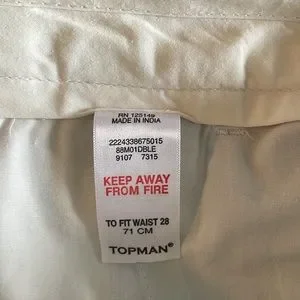 RN 125149
MADE IN INDIA
2224338675015
88M01DBLE
9107 7315
KEEP AWAY
FROM FIRE
TO FIT WAIST 28
71 CM
TOPMAN®